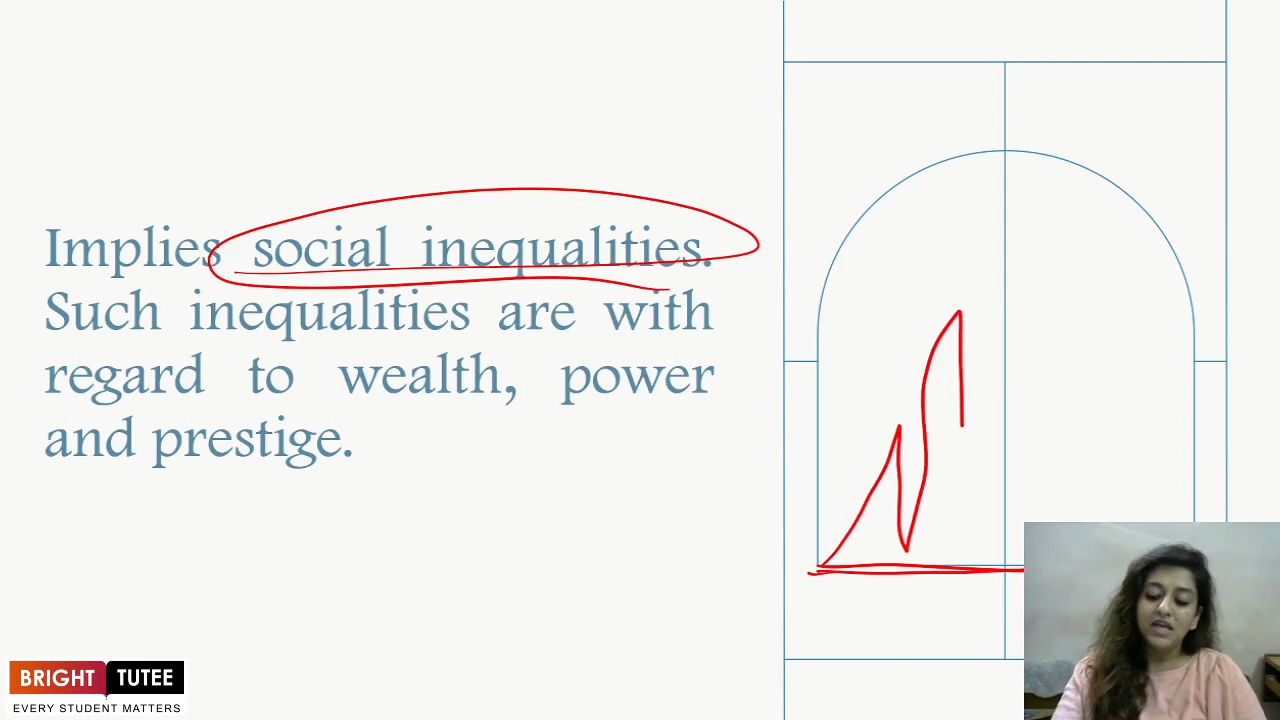 Implies social inequalities.
Such inequalities are with
regard to wealth, power
and prestige.
BRIGHT TUTEE
EVERY STUDENT MATTERS